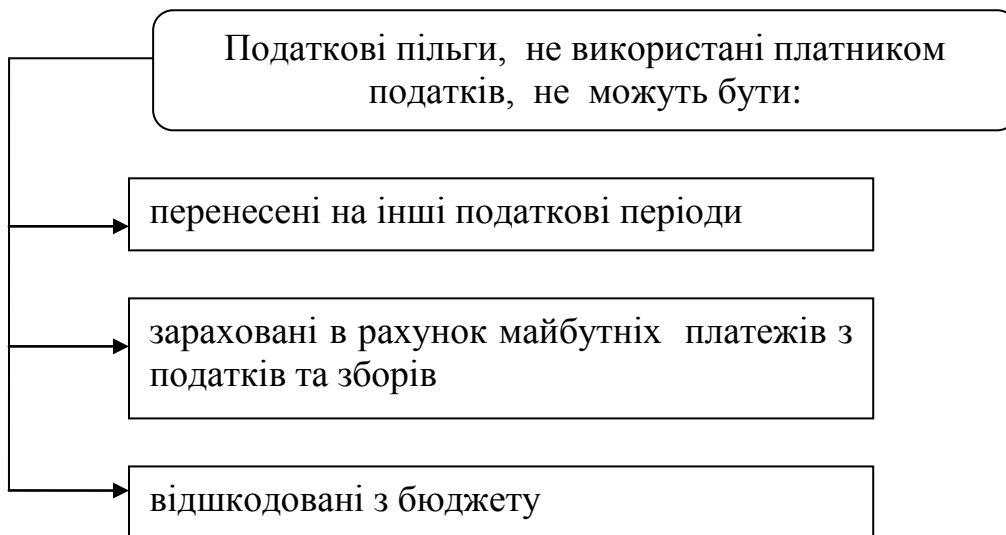 Податкові пільги, не використані платником
податків, не можуть бути:
перенесені на інші податкові періоди
зараховані в рахунок майбутніх платежів з
податків та зборів
відшкодовані з бюджету